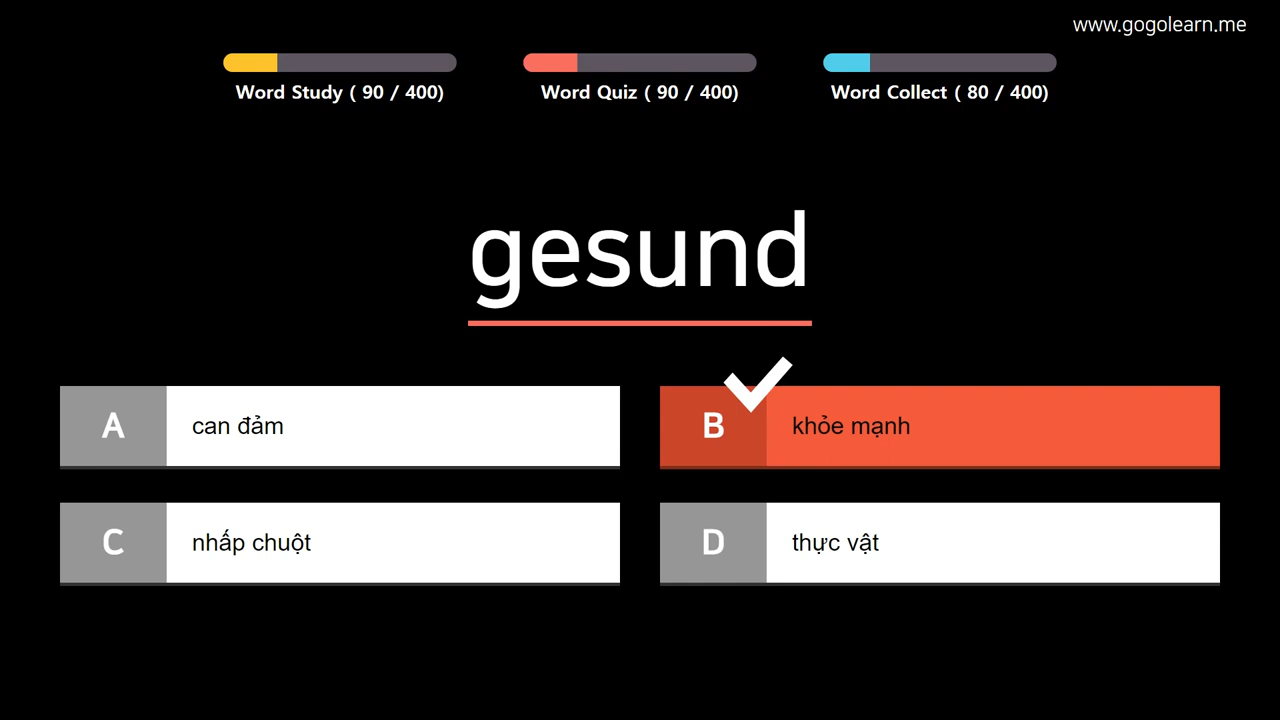 www.gogolearn.me
Word Study ( 90 / 400)
Word Quiz ( 90 / 400)
Word Collect ( 80 / 400)
gesund
A
can đảm
B
khỏe mạnh
C
nhấp chuột
D
thực vật